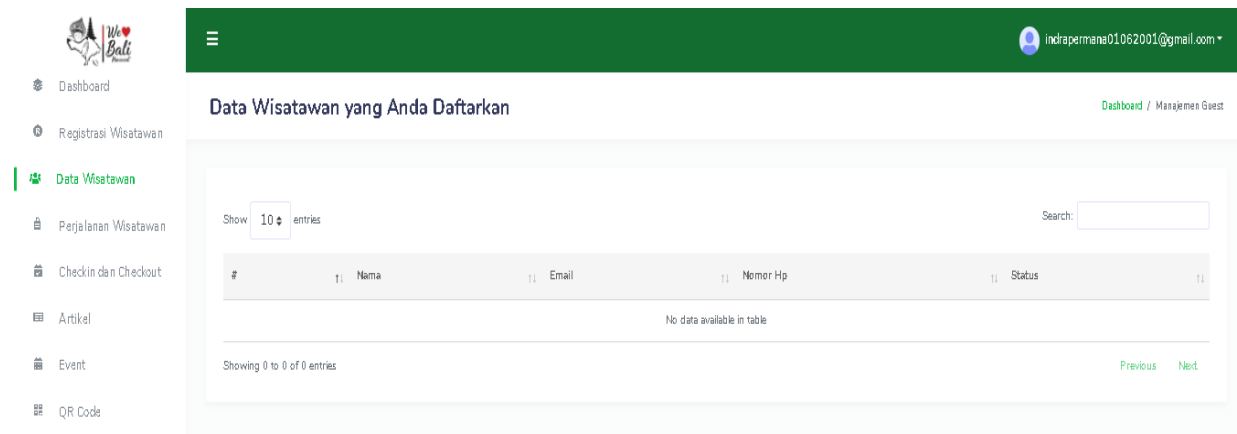 We
Bali
indrapermana01062001@gmail.com
Dashboard
Registrasi Wisatawan
Data Wisatawan
Perjalanan Wisatawan
Checkin dan Checkout
Artikel
Event
QR Code
Data Wisatawan yang Anda Daftarkan
Dashboard / Manajemen Guest
Show 10 entries
Search:
# Nama Email Nomor Hp Status
No data available in table
Showing 0 to 0 of 0 entries
Previous Next